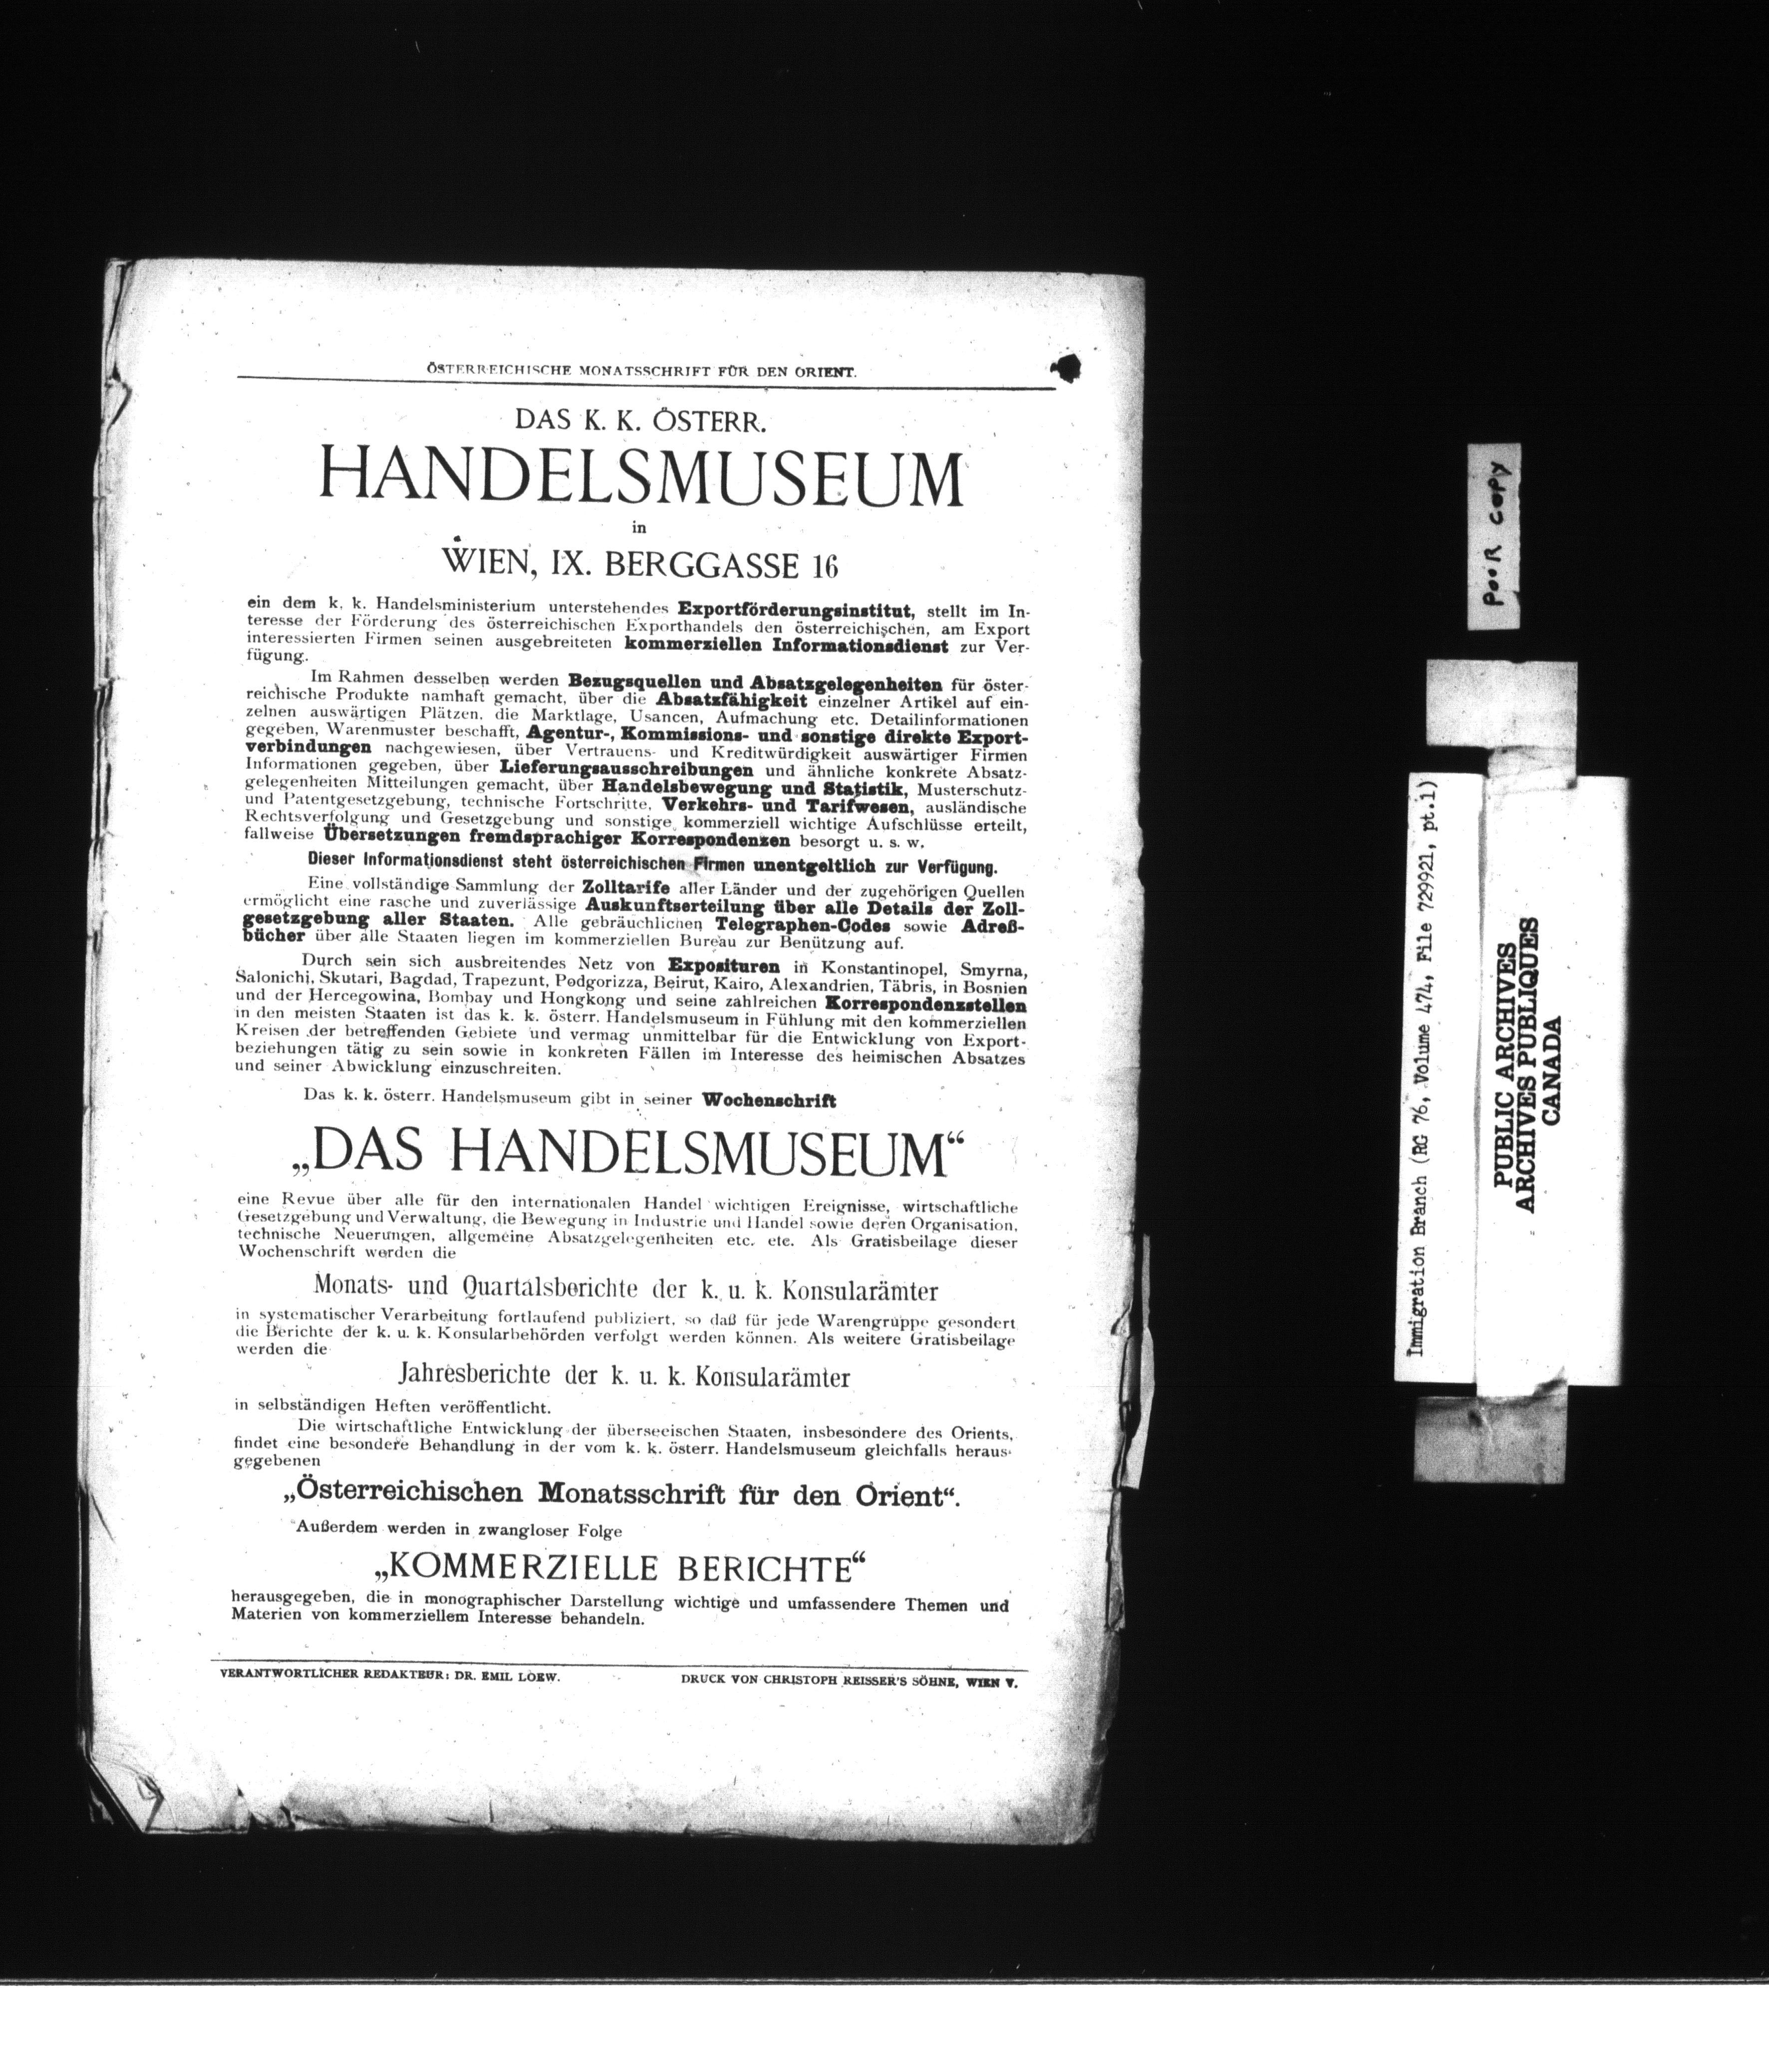 ÖSTERREICHISCHE MONATSSCHRIFT FÜR DEN ORIENT.
DAS K. K. ÖSTERR.
HANDELSMUSEUM
in
WIEN, IX. BERGGASSE 16
ein dem k. k. Handelsministerium unterstehendes Exportförderungsinstitut, stellt im In-
teresse der Förderung des österreichischen Exporthandels den österreichischen, am Export
interessierten Firmen seinen ausgebreiteten kommerziellen Informationsdienst zur Ver-
fügung.
Im Rahmen desselben werden Bezugsquellen und Absatzgelegenheiten für öster-
reichische Produkte namhaft gemacht, über die Absatzfähigkeit einzelner Artikel auf ein-
zelnen auswärtigen Plätzen, die Marktlage, Usancen, Aufmachung etc. Detailinformationen
gegeben, Warenmuster beschafft, Agentur-, Kommissions- und sonstige direkte Export-
verbindungen nachgewiesen, über Vertrauens- und Kreditwürdigkeit auswärtiger Firmen
Informationen gegeben, über Lieferungsausschreibungen und ähnliche konkrete Absatz-
gelegenheiten Mitteilungen gemacht, über Handelsbewegung und Statistik, Musterschutz-
und Patentgesetzgebung, technische Fortschritte, Verkehrs- und Tarifwesen, ausländische
Rechtsverfolgung und Gesetzgebung und sonstige kommerziell wichtige Aufschlüsse erteilt,
fallweise Übersetzungen fremdsprachiger Korrespondenzen besorgt u. s. w.
Dieser Informationsdienst steht österreichischen Firmen unentgeltlich zur Verfügung.
Eine vollständige Sammlung der Zolltarife aller Länder und der zugehörigen Quellen
ermöglicht eine rasche und zuverlässige Auskunftserteilung über alle Details der Zoll-
gesetzgebung aller Staaten. Alle gebräuchlichen Telegraphen-Codes sowie Adreß-
bücher über alle Staaten liegen im kommerziellen Bureau zur Benützung auf.
Durch sein sich ausbreitendes Netz von Exposituren in Konstantinopel, Smyrna,
Salonichi, Skutari, Bagdad, Trapezunt, Podgorizza, Beirut, Kairo, Alexandrien, Täbris, in Bosnien
und der Hercegowina, Bombay und Hongkong und seine zahlreichen Korrespondenzstellen
in den meisten Staaten ist das k. k. österr. Handelsmuseum in Fühlung mit den kommerziellen
Kreisen der betreffenden Gebiete und vermag unmittelbar für die Entwicklung von Export-
beziehungen tätig zu sein sowie in konkreten Fällen im Interesse des heimischen Absatzes
und seiner Abwicklung einzuschreiten.
Das k. k. österr. Handelsmuseum gibt in seiner Wochenschrift
„DAS HANDELSMUSEUM“
eine Revue über alle für den internationalen Handel wichtigen Ereignisse, wirtschaftliche
Gesetzgebung und Verwaltung, die Bewegung in Industrie und Handel sowie deren Organisation,
technische Neuerungen, allgemeine Absatzgelegenheiten etc. etc. Als Gratisbeilage dieser
Wochenschrift werden die
Monats- und Quartalsberichte der k. u. k. Konsularämter
in systematischer Verarbeitung fortlaufend publiziert, so daß für jede Warengruppe gesondert
die Berichte der k. u. k. Konsularbehörden verfolgt werden können. Als weitere Gratisbeilage
werden die
Jahresberichte der k. u. k. Konsularämter
in selbständigen Heften veröffentlicht.
Die wirtschaftliche Entwicklung der überseeischen Staaten, insbesondere des Orients,
findet eine besondere Behandlung in der vom k. k. österr. Handelsmuseum gleichfalls heraus-
gegebenen
„Österreichischen Monatsschrift für den Orient“.
Außerdem werden in zwangloser Folge
„KOMMERZIELLE BERICHTE“
herausgegeben, die in monographischer Darstellung wichtige und umfassendere Themen und
Materien von kommerziellem Interesse behandeln.
VERANTWORTLICHER REDAKTEUR: DR. EMIL LOEW.
DRUCK VON CHRISTOPH REISSER'S SÖHNE, WIEN V.
POOR COPY
Immigration Branch (RG 76, Volume 474, File 729921, pt.1)
PUBLIC ARCHIVES
ARCHIVES PUBLIQUES
CANADA